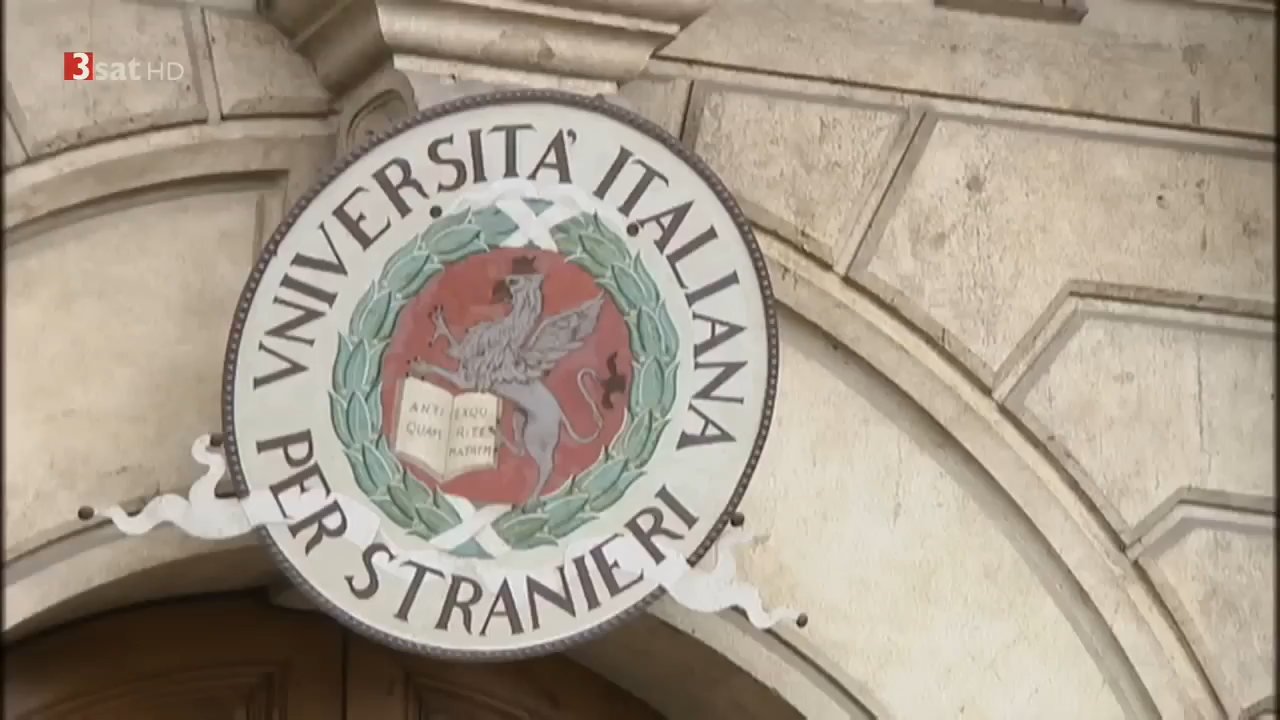 3sat HD
VNIVERSITA' ITALIANA
PER STRANIERI
ANTI
QUAM
EXQU
IRITE
MATREM